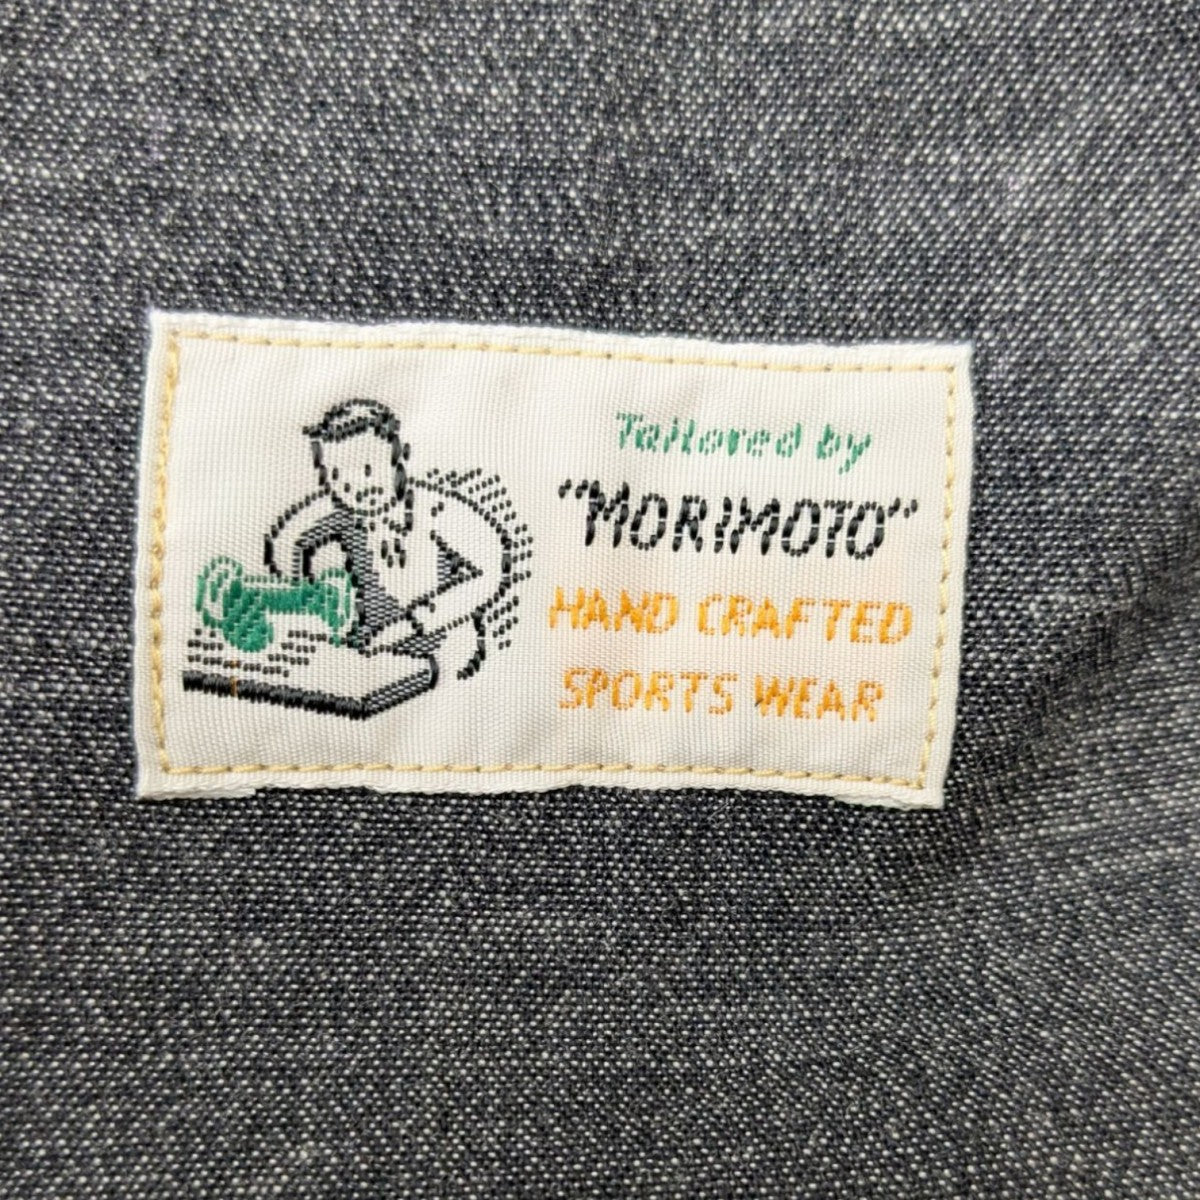 Tailored by
"MORIMOTO"
HAND CRAFTED
SPORTS WEAR